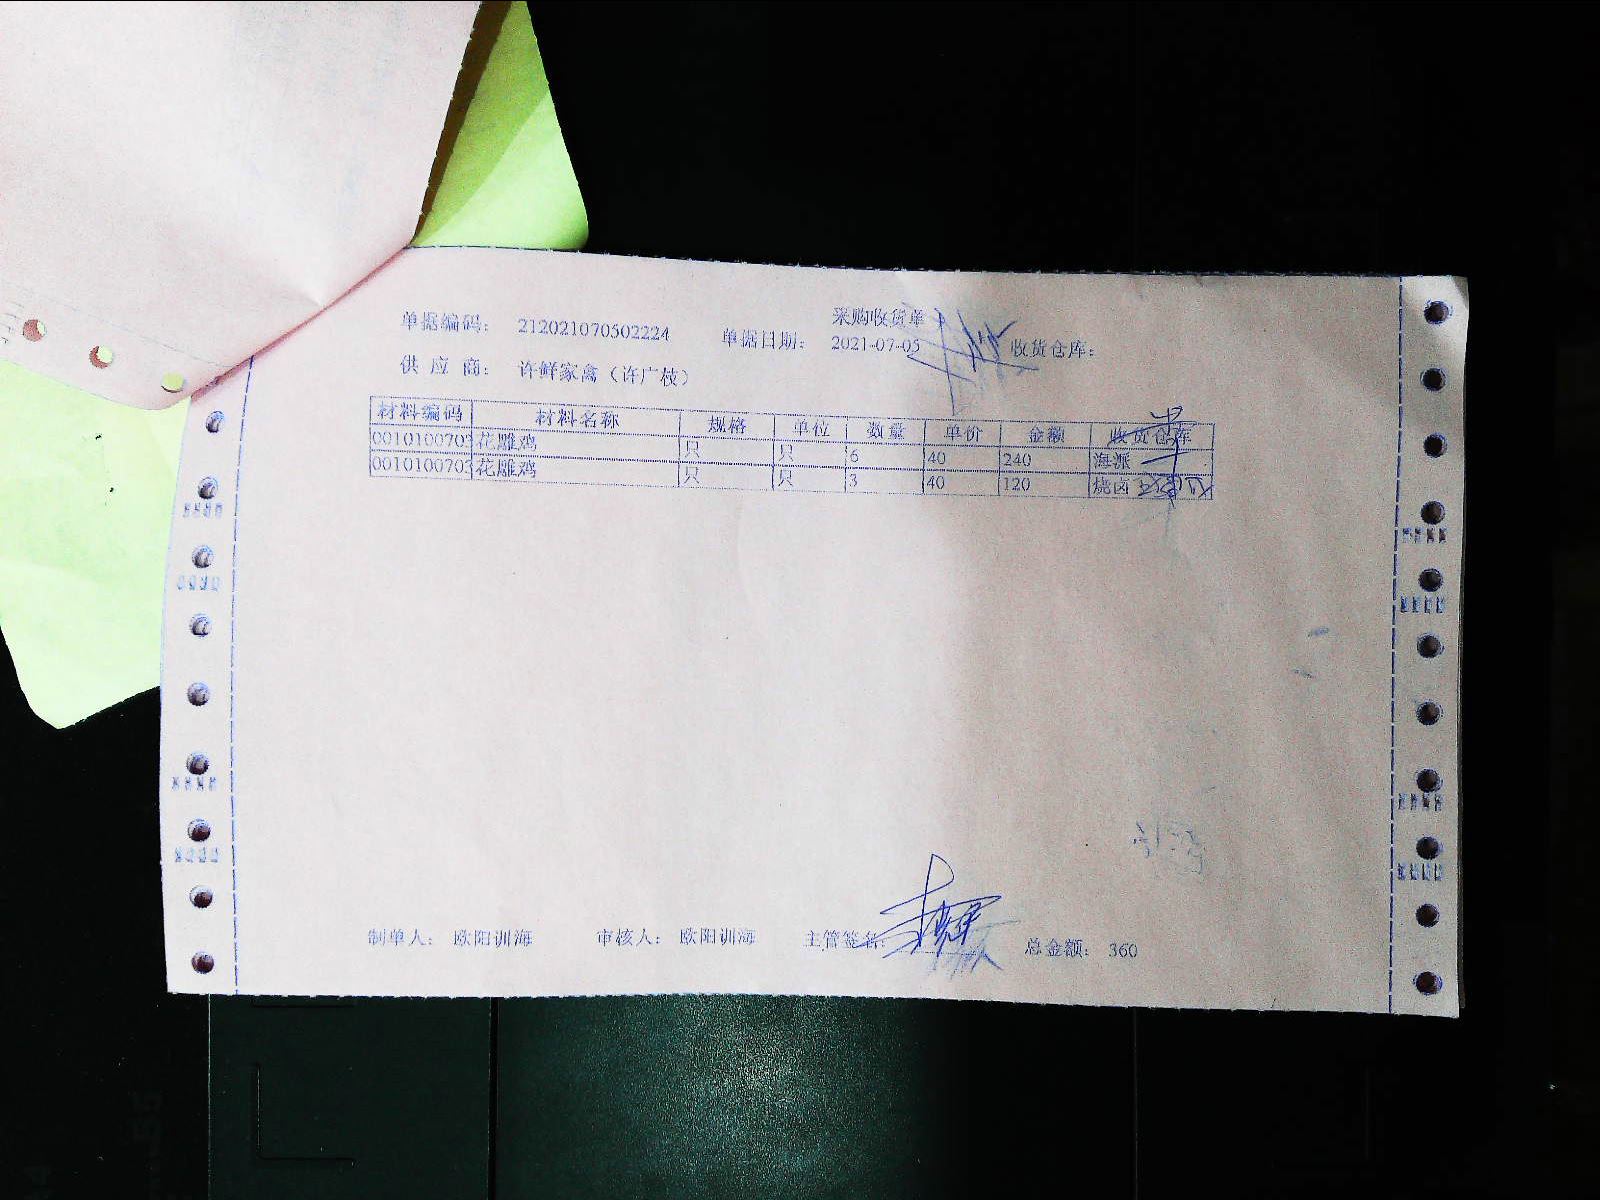 采购收货单
单据编码： 212021070502224 单据日期： 2021-07-05 收货仓库：
供 应 商： 许鲜家禽（许广枝）
材料编码 材料名称 规格 单位 数量 单价 金额 收货仓库
0010100703 花雕鸡 只 只 6 40 240 海派
0010100703 花雕鸡 只 只 3 40 120 烧卤
制单人： 欧阳训海 审核人： 欧阳训海 主管签名： 总金额： 360